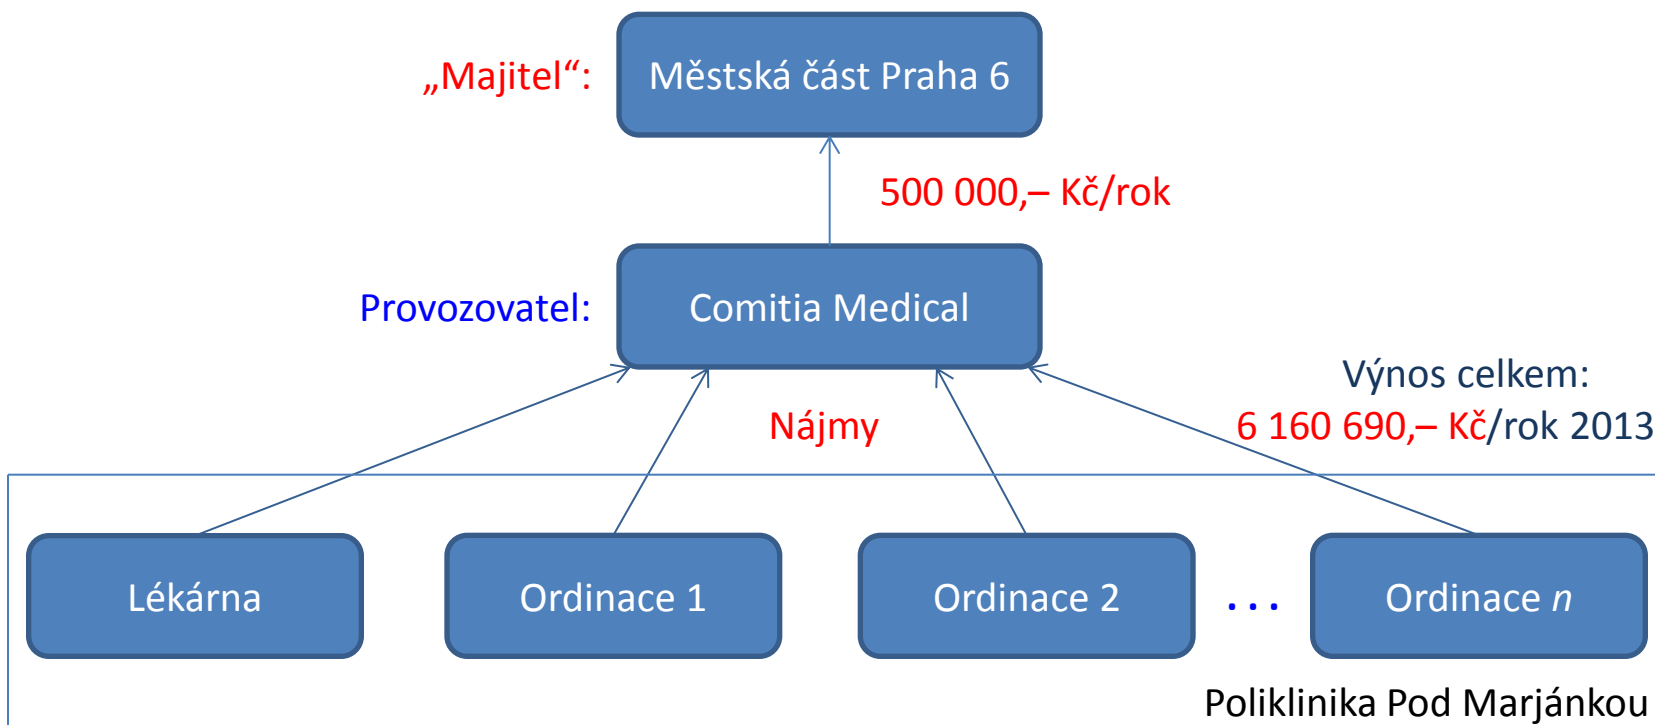 „Majitel“:
Městská část Praha 6
500 000,– Kč/rok
Provozovatel:
Comitia Medical
Výnos celkem:
Nájmy
6 160 690,– Kč/rok 2013
Lékárna
Ordinace 1
Ordinace 2
...
Ordinace n
Poliklinika Pod Marjánkou